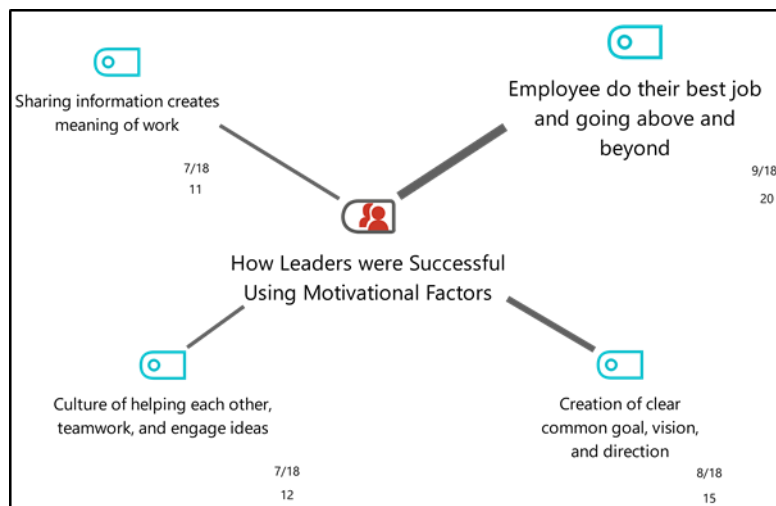 Sharing information creates
meaning of work
7/18
11
Employee do their best job
and going above and
beyond
9/18
20
How Leaders were Successful
Using Motivational Factors
Culture of helping each other,
teamwork, and engage ideas
7/18
12
Creation of clear
common goal, vision,
and direction
8/18
15